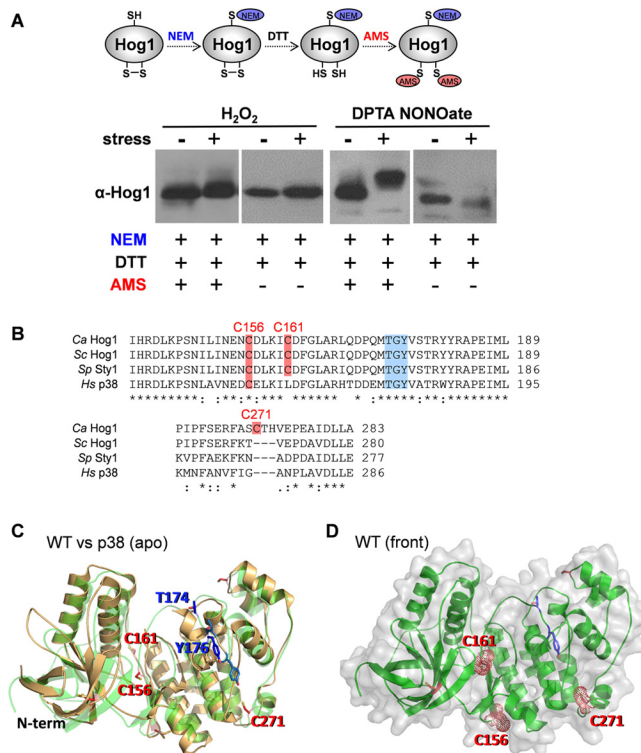 A
SH
S NEM
S NEM
S NEM
Hog1 NEM Hog1 DTT Hog1 AMS Hog1
S–S
S–S
HS SH
S S
AMS AMS
H2O2 DPTA NONOate
stress - + - + - + - +
α-Hog1
NEM + + + + + + + +
DTT + + + + + + + +
AMS + + - - + + - -
B
C156 C161
Ca Hog1 IHRDLKPSNILINENCDLKICDFGLARLQDPQMTGYVSTRYYRAPEIML 189
Sc Hog1 IHRDLKPSNILINENCDLKICDFGLARIQDPQMTGYVSTRYYRAPEIML 189
Sp Sty1 IHRDLKPSNILINENCDLKICDFGLARIQDPQMTGYVSTRYYRAPEIML 186
Hs p38 IHRDLKPSNLAVNEDCELKILDFGLARHTDDEMTGYVATRWYRAPEIML 195
C271
Ca Hog1 PIPFSERFASCTHVEPEAIDLLA 283
Sc Hog1 PIPFSERFKT---VEPDAVDLLE 280
Sp Sty1 KVPFAEKFKN---ADPDAIDLLE 277
Hs p38 KMNFANVFIG---ANPLAVDLLE 286
C WT vs p38 (apo)
T174
C161
Y176
C156
C271
N-term
D WT (front)
C161
C271
C156